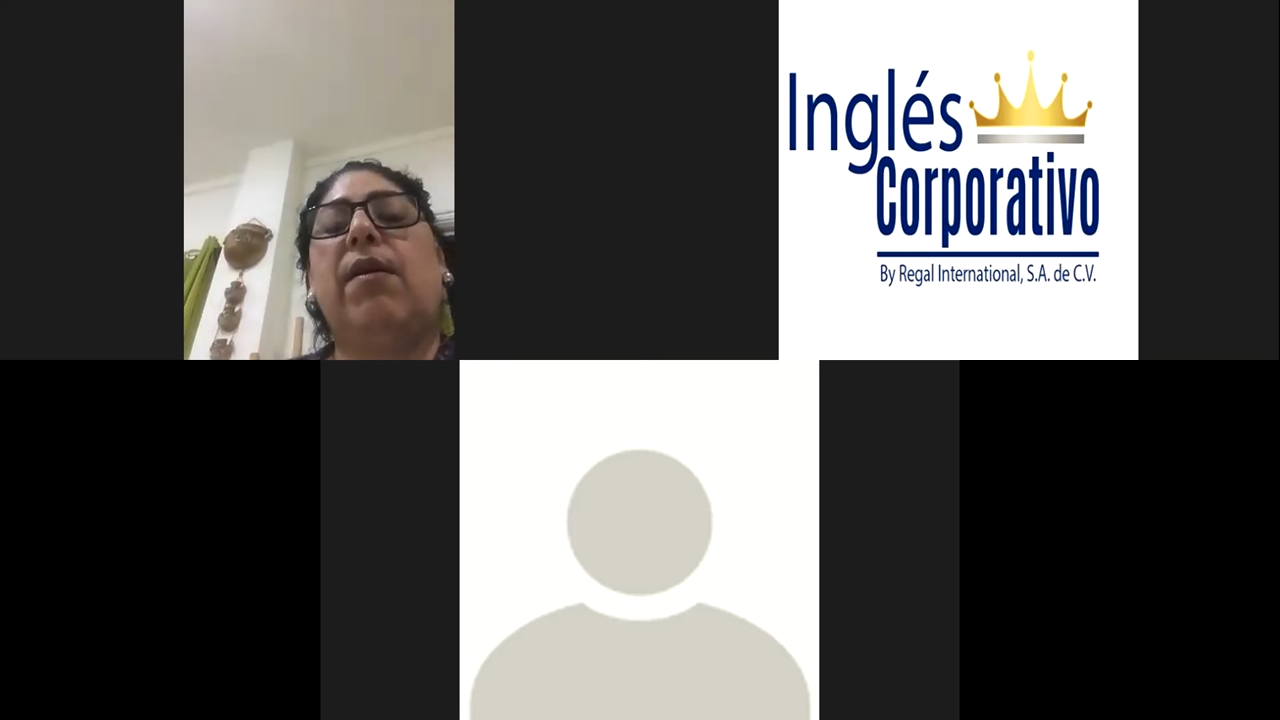 Inglés
Corporativo
By Regal International, S.A. de C.V.